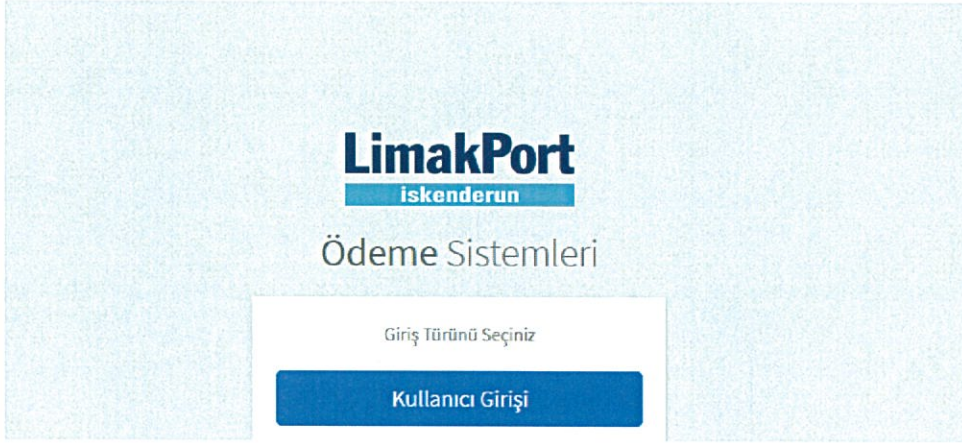 LimakPort
iskenderun
Ödeme Sistemleri
Giriş Türünü Seçiniz
Kullanıcı Girişi